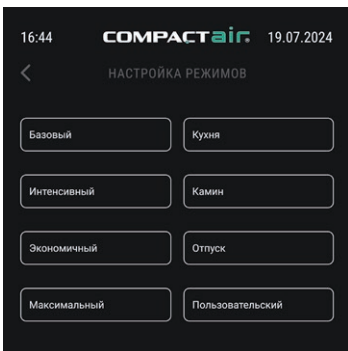 16:44 COMPACTair. 19.07.2024
НАСТРОЙКА РЕЖИМОВ
Базовый Кухня
Интенсивный Камин
Экономичный Отпуск
Максимальный Пользовательский